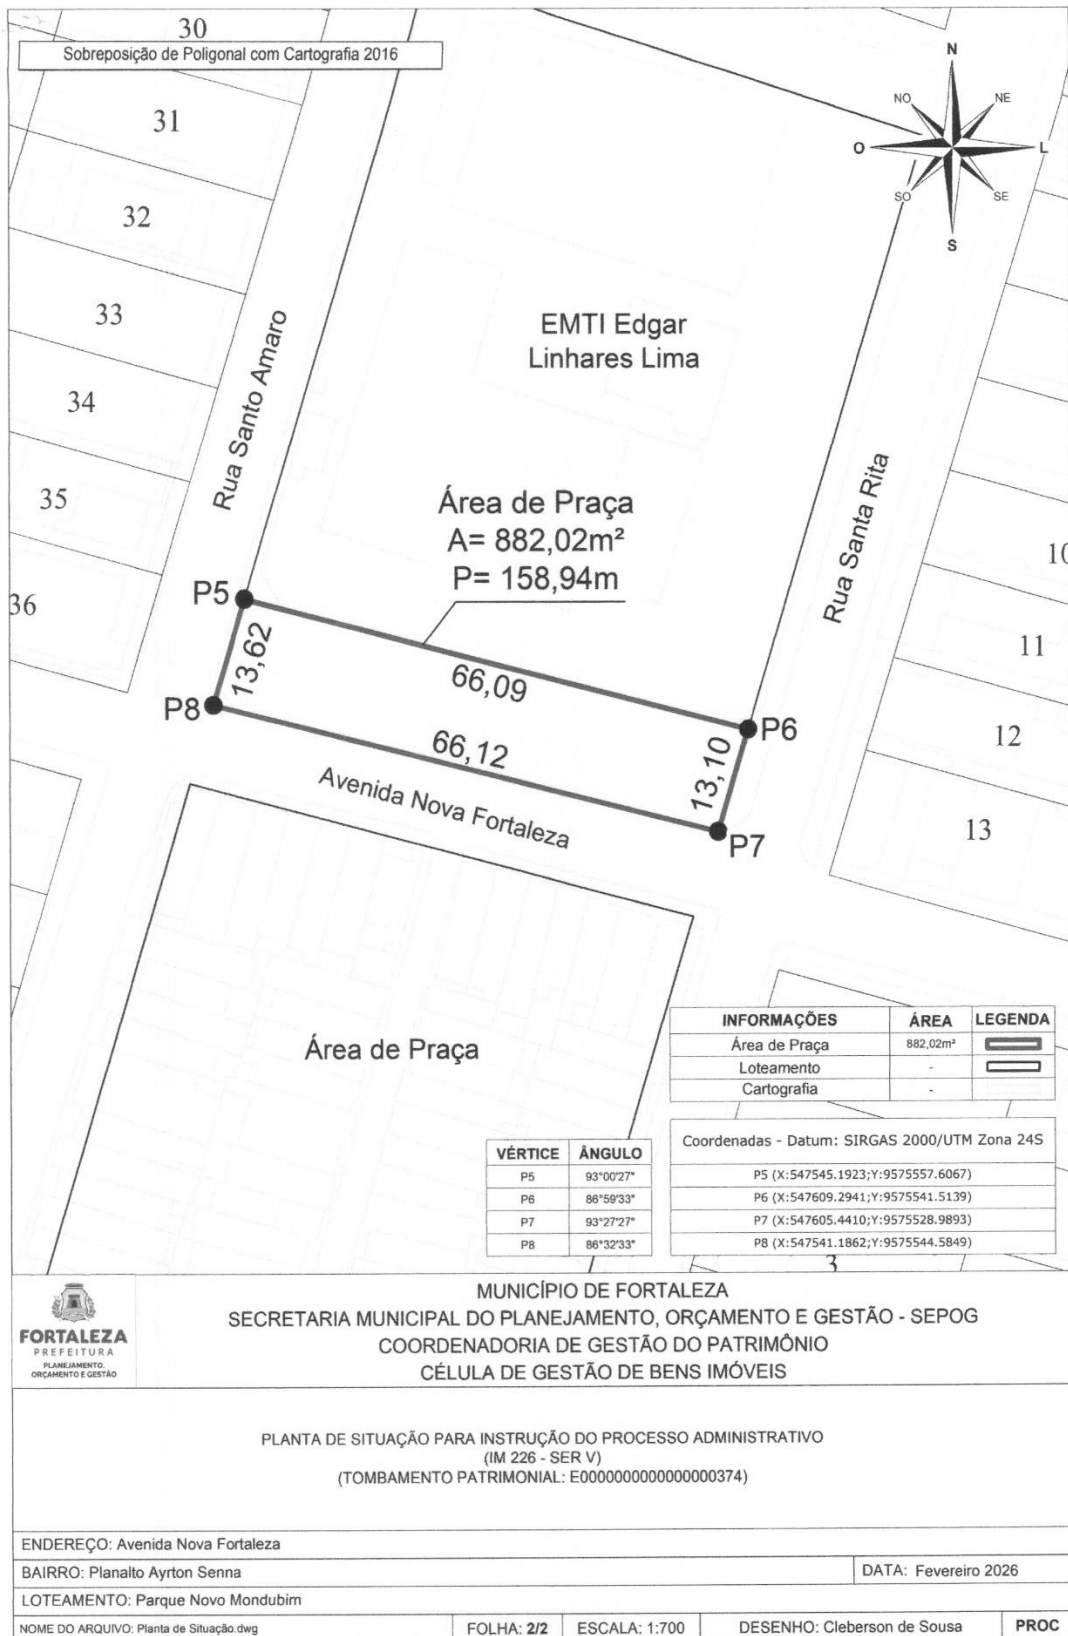 30
Sobreposição de Poligonal com Cartografia 2016
31
32
33
34
35
36
N
NO
NE
O
L
SO
SE
S
Rua Santo Amaro
EMTI Edgar
Linhares Lima
Rua Santa Rita
Área de Praça
A= 882,02m²
P= 158,94m
P5
13,62
66,09
P8
66,12
P6
13,10
P7
Avenida Nova Fortaleza
10
11
12
13
Área de Praça
INFORMAÇÕES ÁREA LEGENDA
Área de Praça 882,02m²
Loteamento -
Cartografia -
VÉRTICE ÂNGULO
P5 93°00'27"
P6 86°59'33"
P7 93°27'27"
P8 86°32'33"
Coordenadas - Datum: SIRGAS 2000/UTM Zona 24S
P5 (X:547545.1923;Y:9575557.6067)
P6 (X:547609.2941;Y:9575541.5139)
P7 (X:547605.4410;Y:9575528.9893)
P8 (X:547541.1862;Y:9575544.5849)
3
FORTALEZA
PREFEITURA
PLANEJAMENTO,
ORÇAMENTO E GESTÃO
MUNICÍPIO DE FORTALEZA
SECRETARIA MUNICIPAL DO PLANEJAMENTO, ORÇAMENTO E GESTÃO - SEPOG
COORDENADORIA DE GESTÃO DO PATRIMÔNIO
CÉLULA DE GESTÃO DE BENS IMÓVEIS
PLANTA DE SITUAÇÃO PARA INSTRUÇÃO DO PROCESSO ADMINISTRATIVO
(IM 226 - SER V)
(TOMBAMENTO PATRIMONIAL: E0000000000000000374)
ENDEREÇO: Avenida Nova Fortaleza
BAIRRO: Planalto Ayrton Senna
DATA: Fevereiro 2026
LOTEAMENTO: Parque Novo Mondubim
NOME DO ARQUIVO: Planta de Situação.dwg
FOLHA: 2/2
ESCALA: 1:700
DESENHO: Cleberson de Sousa
PROC